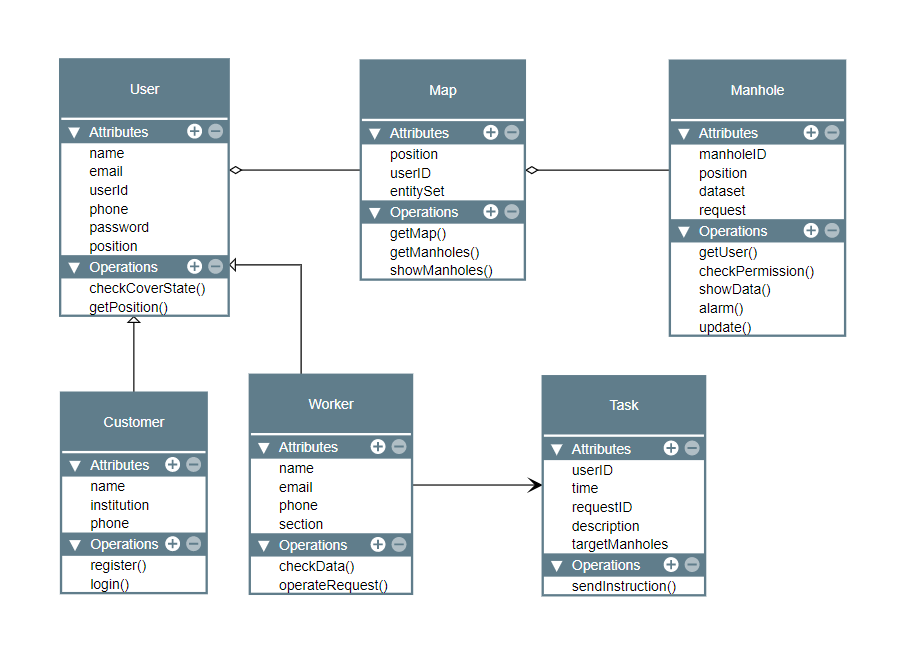 User
Attributes
name
email
userId
phone
password
position
Operations
checkCoverState()
getPosition()
Map
Attributes
position
userID
entitySet
Operations
getMap()
getManholes()
showManholes()
Manhole
Attributes
manholeID
position
dataset
request
Operations
getUser()
checkPermission()
showData()
alarm()
update()
Customer
Attributes
name
institution
phone
Operations
register()
login()
Worker
Attributes
name
email
phone
section
Operations
checkData()
operateRequest()
Task
Attributes
userID
time
requestID
description
targetManholes
Operations
sendInstruction()